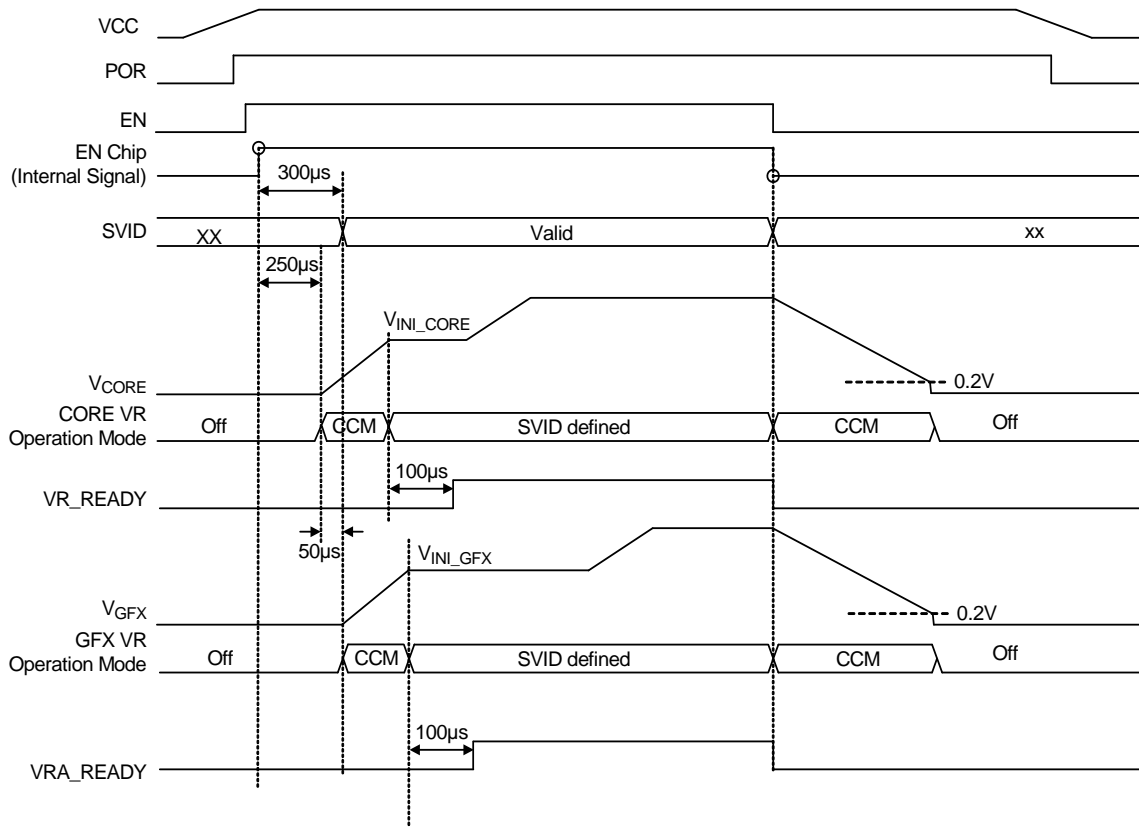 VCC
POR
EN
EN Chip
(Internal Signal)
300µs
SVID
XX
Valid
xx
250µs
VINI_CORE
VCORE
0.2V
CORE VR
Operation Mode
Off
CCM
SVID defined
CCM
Off
100µs
VR_READY
50µs
VINI_GFX
VGFX
0.2V
GFX VR
Operation Mode
Off
CCM
SVID defined
CCM
Off
100µs
VRA_READY